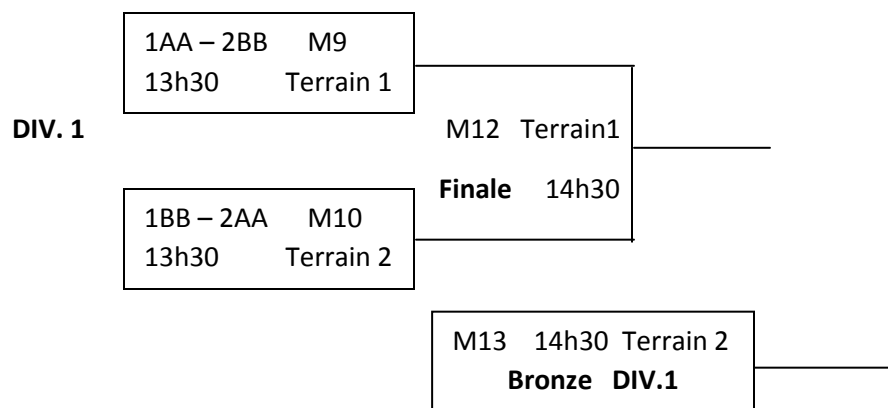 1AA – 2BB M9
13h30 Terrain 1
DIV. 1
M12 Terrain1
Finale 14h30
1BB – 2AA M10
13h30 Terrain 2
M13 14h30 Terrain 2
Bronze DIV.1